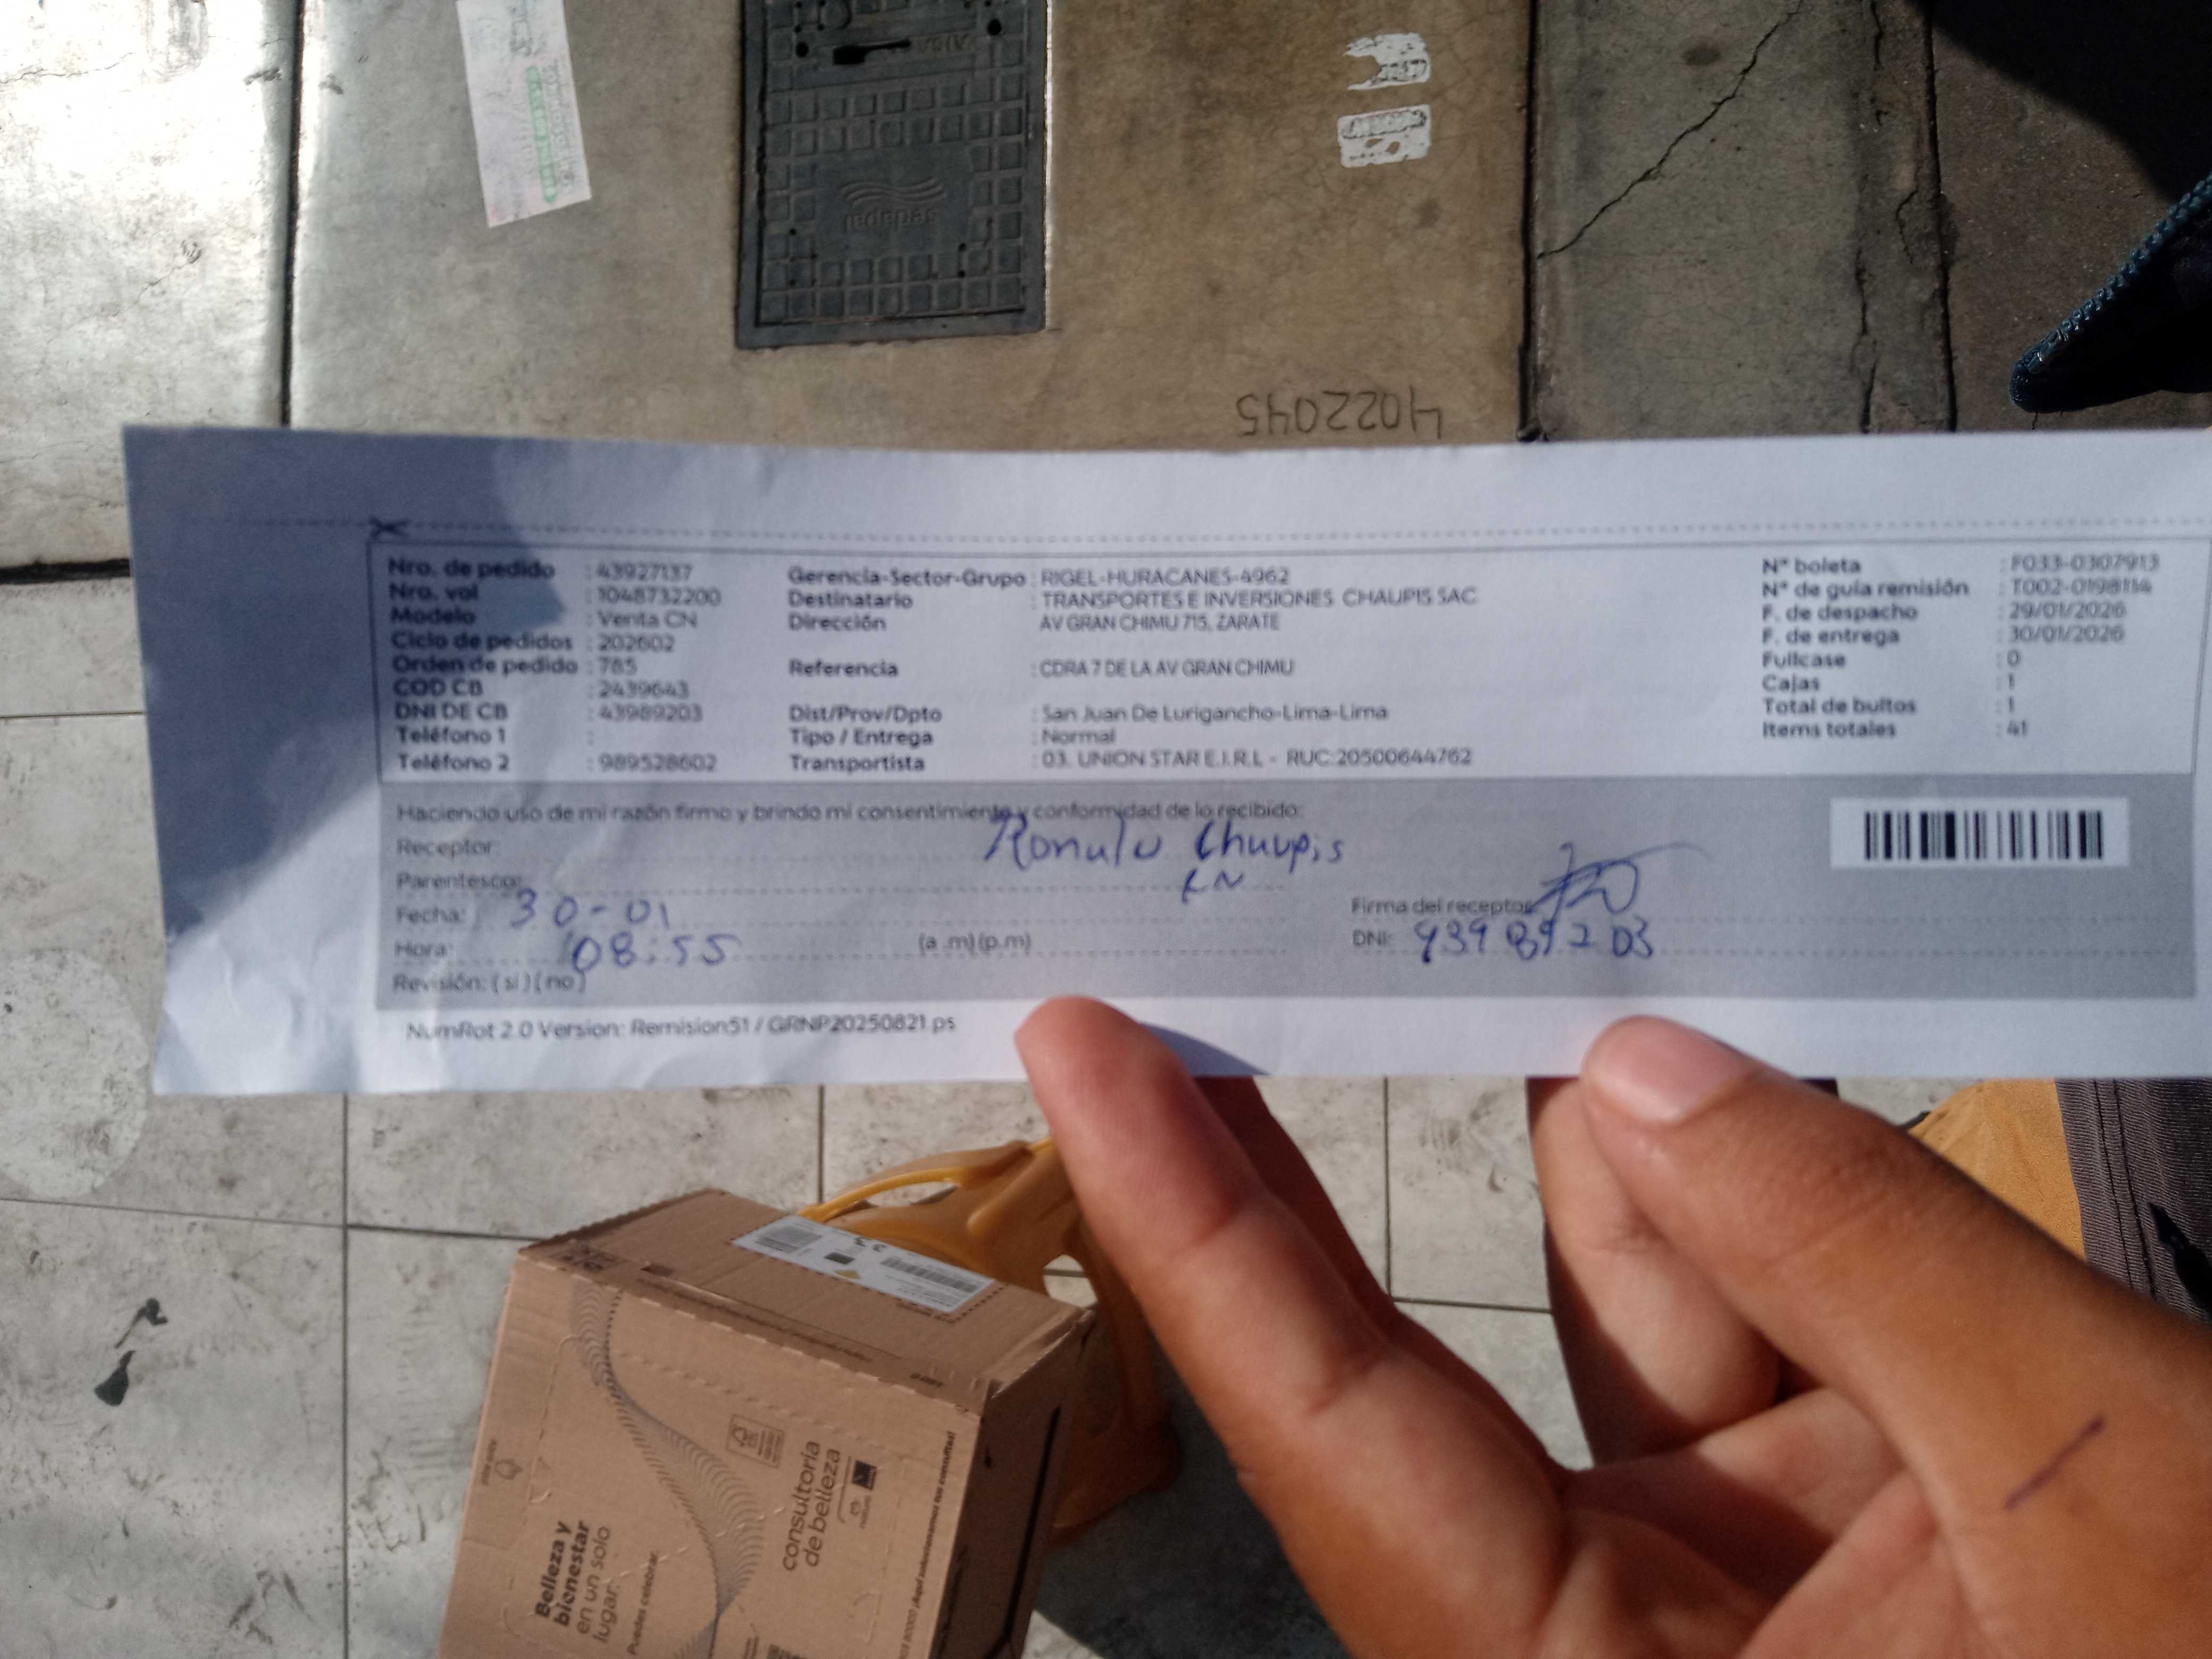 sedapal
4022045
Nro. de pedido : 43927137
Nro. vol : 1048732200
Modelo : Venta CN
Ciclo de pedidos : 202602
Orden de pedido : 785
COD CB : 2439643
DNI DE CB : 43989203
Teléfono 1 :
Teléfono 2 : 989528602
Gerencia-Sector-Grupo : RIGEL-HURACANES-4962
Destinatario : TRANSPORTES E INVERSIONES CHAUPIS SAC
Dirección AV GRAN CHIMU 715, ZARATE
Referencia : CDRA 7 DE LA AV GRAN CHIMU
Dist/Prov/Dpto : San Juan De Lurigancho-Lima-Lima
Tipo / Entrega : Normal
Transportista : 03. UNION STAR E.I.R.L - RUC:20500644762
N° boleta : F033-0307913
N° de guía remisión : T002-0198114
F. de despacho : 29/01/2026
F. de entrega : 30/01/2026
Fullcase : 0
Cajas : 1
Total de bultos : 1
Items totales : 41
Haciendo uso de mi razón firmo y brindo mi consentimiento y conformidad de lo recibido:
Receptor: Romulo Chaupis
Parentesco: CN
Fecha: 30-01
Hora: 08:55 (a .m) (p.m)
Revisión: ( si ) ( no )
Firma del receptor
DNI: 43989203
NumRot 2.0 Version: Remision51 / GRNP20250821.ps
Belleza y
bienestar
en un solo
lugar.
Puedes celebrar.
consultoría
de belleza
natura